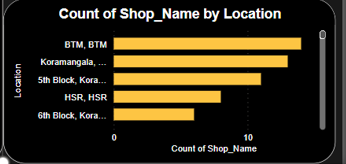 Count of Shop_Name by Location
Location
BTM, BTM
Koramangala, ...
5th Block, Kora...
HSR, HSR
6th Block, Kora...
0 10
Count of Shop_Name